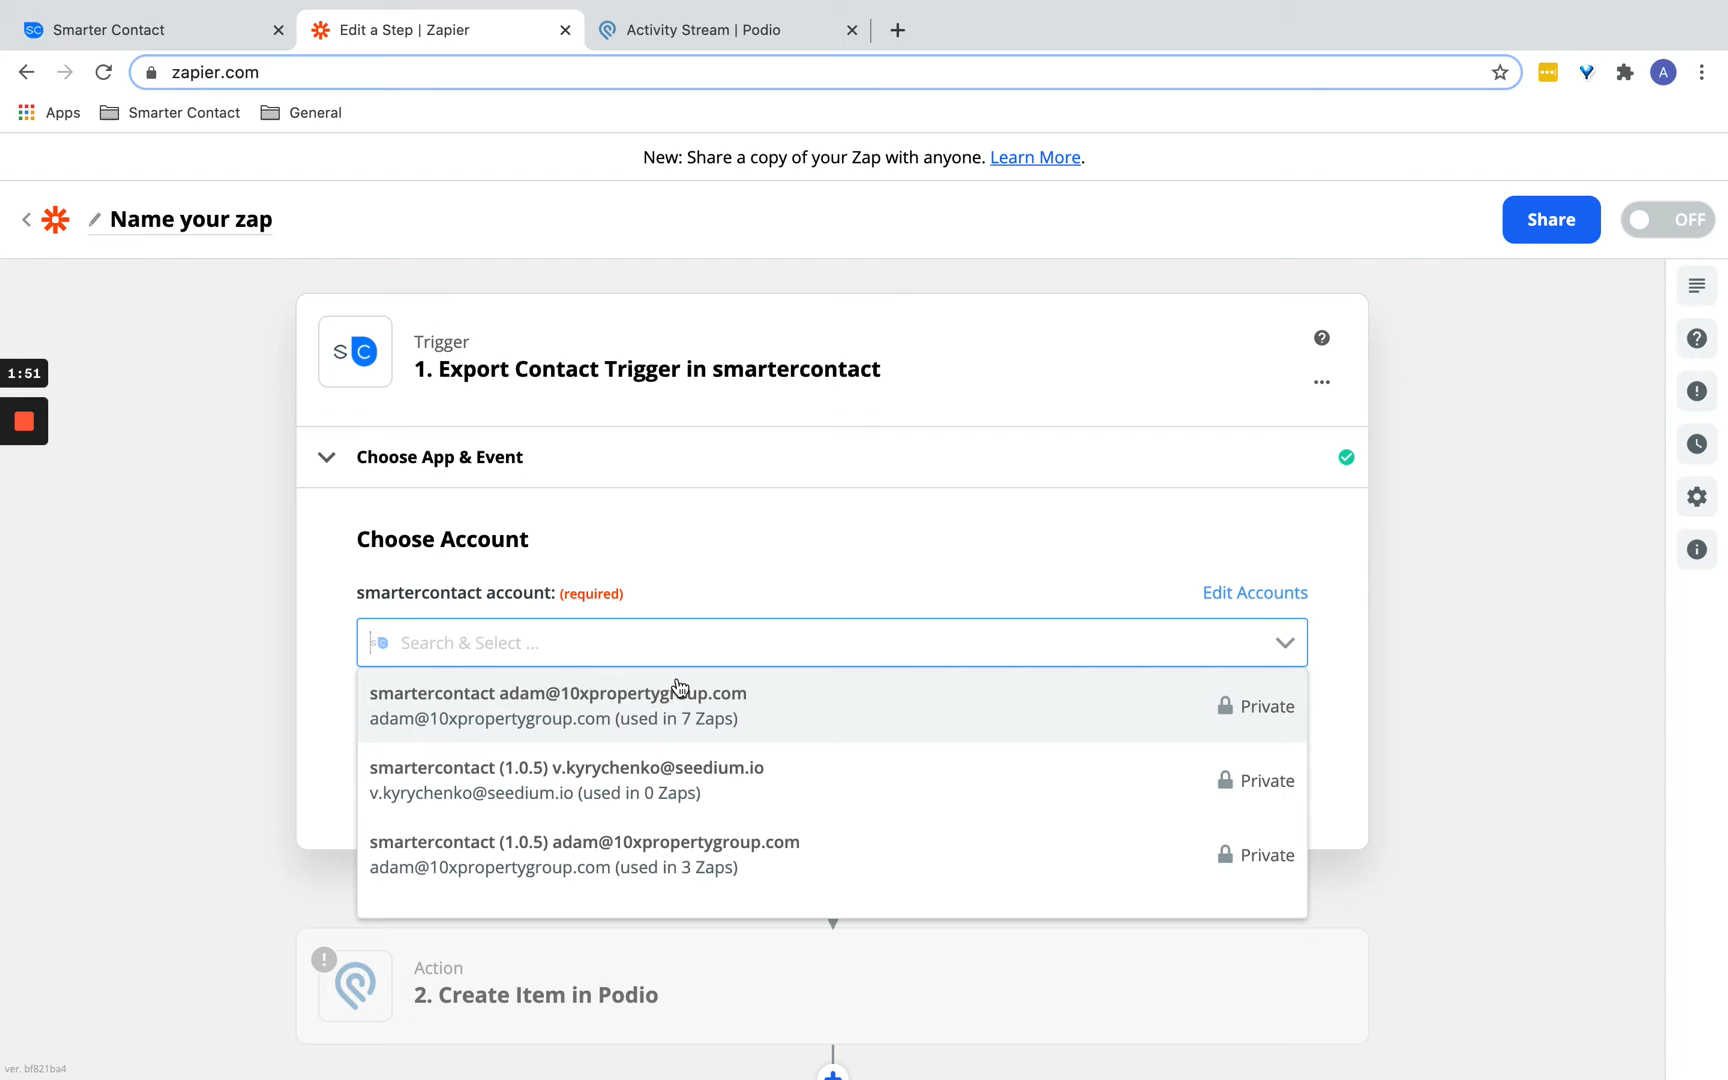 SC Smarter Contact
Edit a Step | Zapier
Activity Stream | Podio
zapier.com
A
Apps
Smarter Contact
General
New: Share a copy of your Zap with anyone. Learn More.
Name your zap
Share
OFF
S C
Trigger
1. Export Contact Trigger in smartercontact
1:51
Choose App & Event
Choose Account
smartercontact account: (required)
Edit Accounts
Search & Select ...
smartercontact adam@10xpropertygroup.com
adam@10xpropertygroup.com (used in 7 Zaps)
Private
smartercontact (1.0.5) v.kyrychenko@seedium.io
v.kyrychenko@seedium.io (used in 0 Zaps)
Private
smartercontact (1.0.5) adam@10xpropertygroup.com
adam@10xpropertygroup.com (used in 3 Zaps)
Private
Action
2. Create Item in Podio
ver. bf821ba4